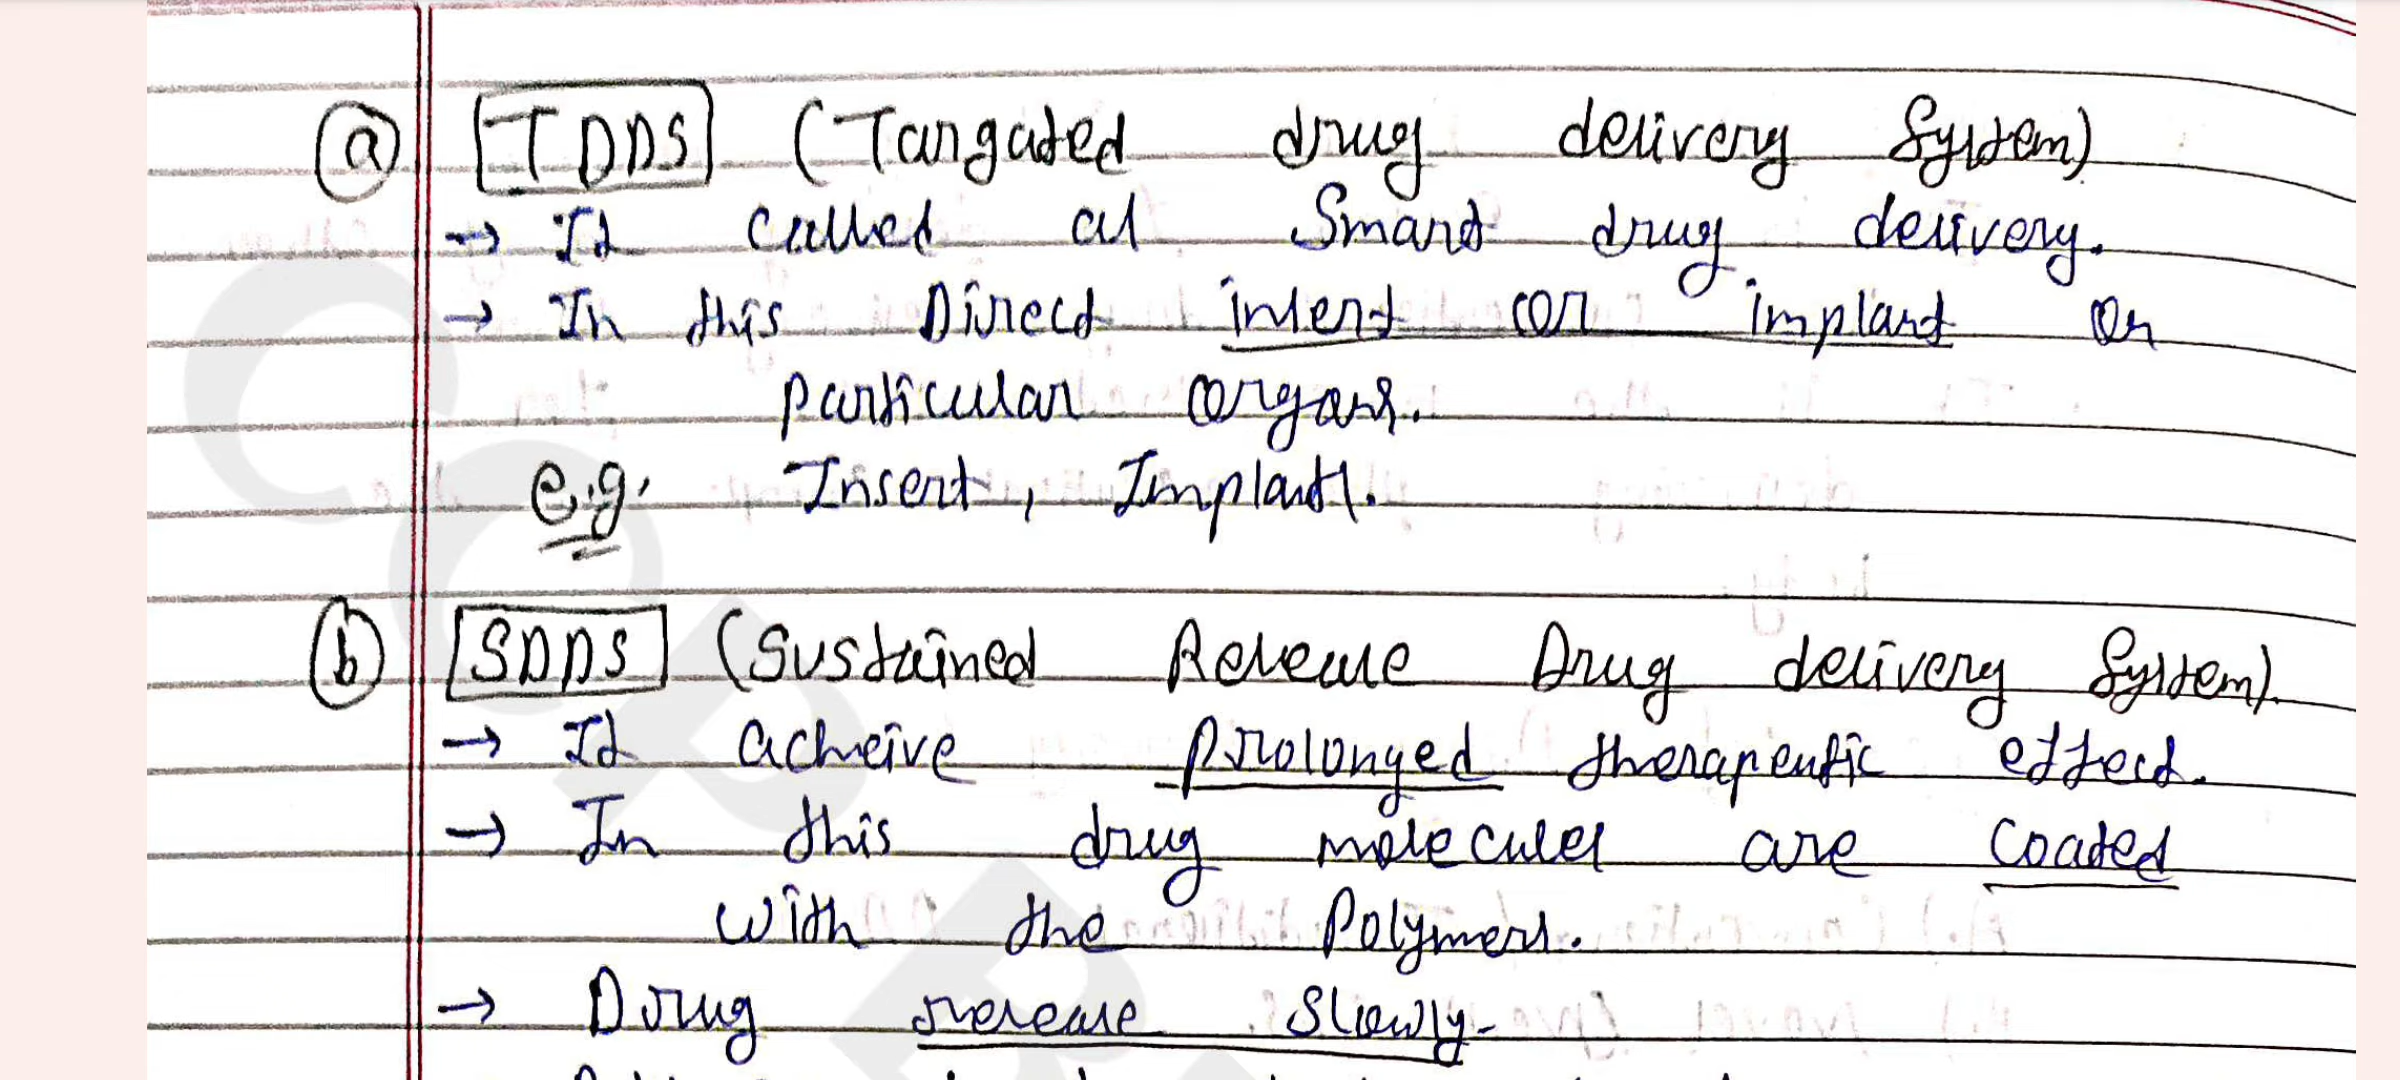 (a) TDDS (Targated drug delivery System)
→ It called as Smart drug delivery.
→ In this Direct insert or implant on
particular organs.
e.g. Insert, Implants.
(b) SDDS (Sustained Release Drug delivery System)
→ It acheive prolonged therapeutic effect.
→ In this drug molecules are coated
with the Polymers.
→ Drug release slowly.